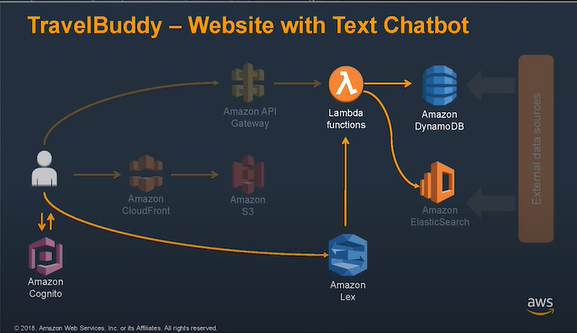 TravelBuddy – Website with Text Chatbot
Amazon API
Gateway
Lambda
functions
Amazon
DynamoDB
External data sources
Amazon
CloudFront
Amazon
S3
Amazon
ElasticSearch
Amazon
Cognito
Amazon
Lex
aws
© 2018, Amazon Web Services, Inc. or its Affiliates. All rights reserved.